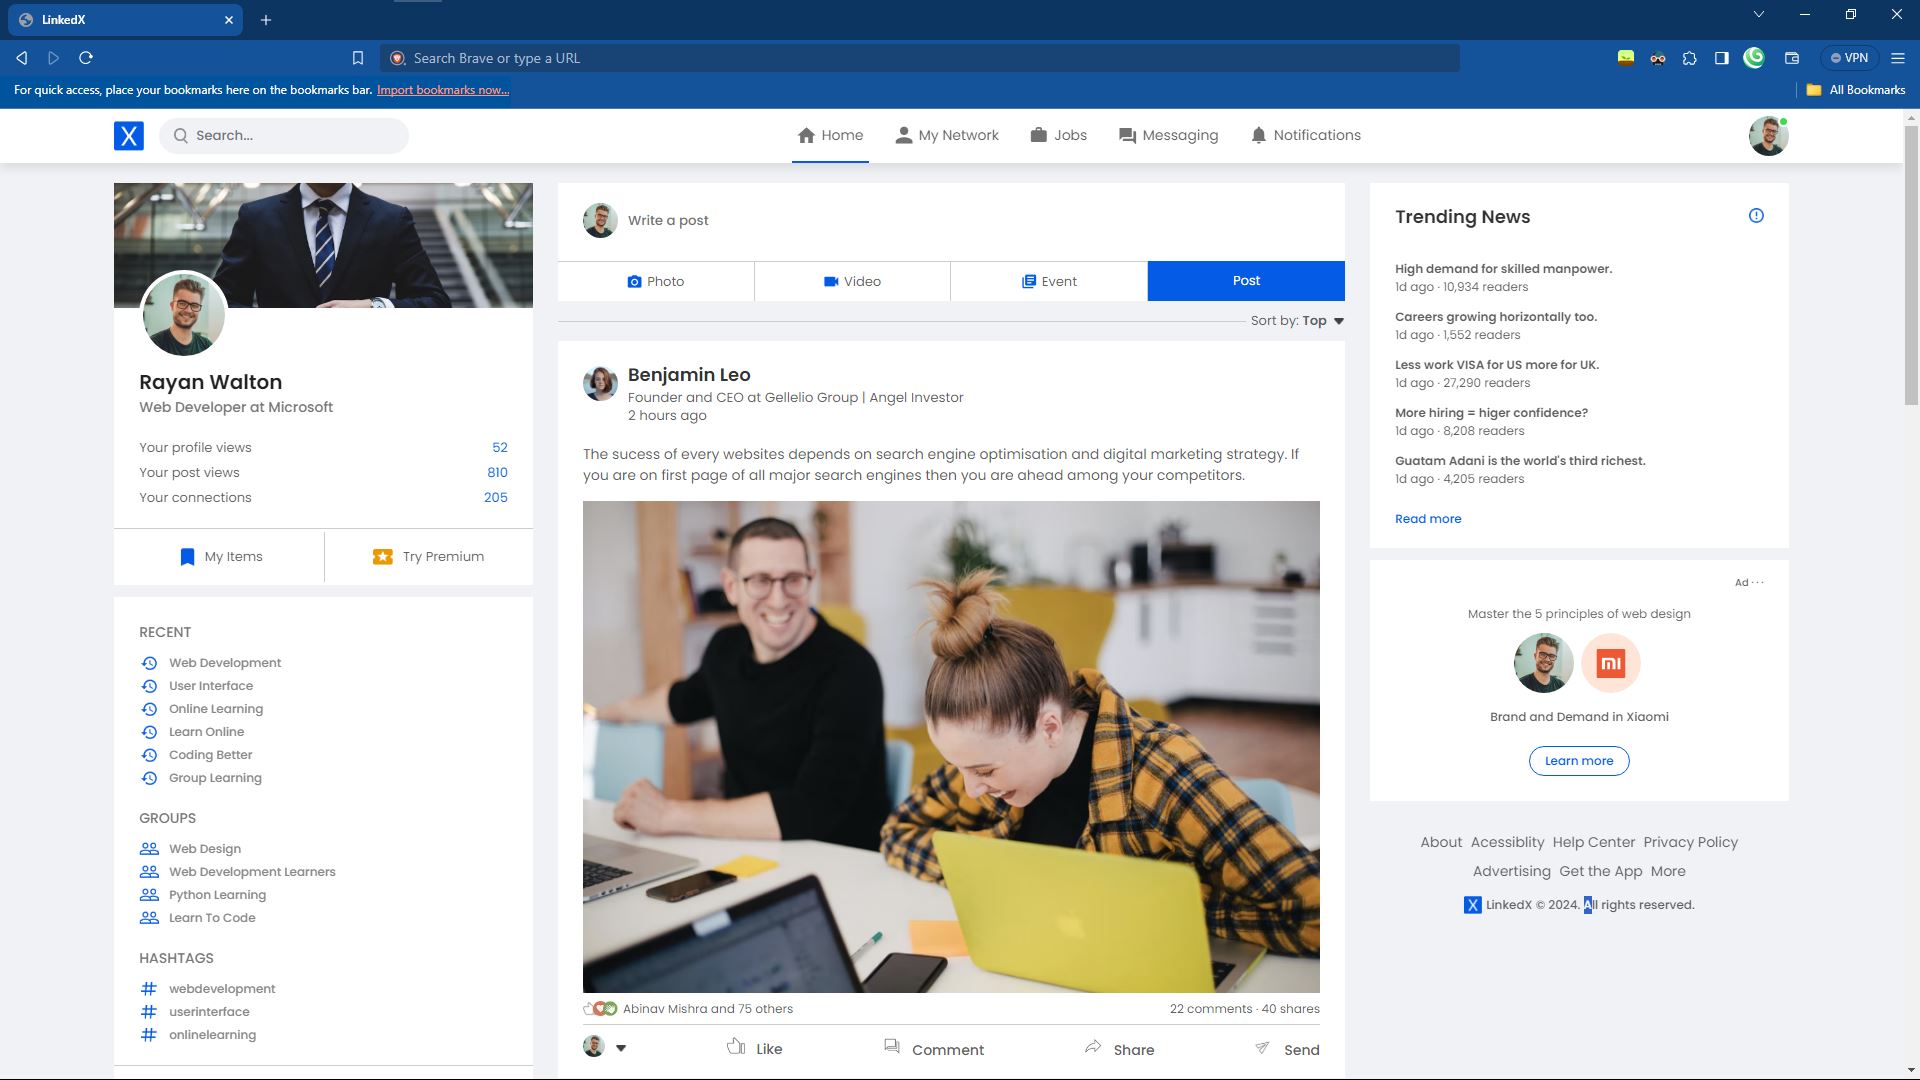 LinkedX
Search Brave or type a URL
VPN
For quick access, place your bookmarks here on the bookmarks bar. Import bookmarks now...
All Bookmarks
X
Search...
Home
My Network
Jobs
Messaging
Notifications
Rayan Walton
Web Developer at Microsoft
Your profile views 52
Your post views 810
Your connections 205
My Items
Try Premium
RECENT
Web Development
User Interface
Online Learning
Learn Online
Coding Better
Group Learning
GROUPS
Web Design
Web Development Learners
Python Learning
Learn To Code
HASHTAGS
# webdevelopment
# userinterface
# onlinelearning
Write a post
Photo
Video
Event
Post
Sort by: Top
Benjamin Leo
Founder and CEO at Gellelio Group | Angel Investor
2 hours ago
The sucess of every websites depends on search engine optimisation and digital marketing strategy. If
you are on first page of all major search engines then you are ahead among your competitors.
Abinav Mishra and 75 others
22 comments · 40 shares
Like
Comment
Share
Send
Trending News
High demand for skilled manpower.
1d ago · 10,934 readers
Careers growing horizontally too.
1d ago · 1,552 readers
Less work VISA for US more for UK.
1d ago · 27,290 readers
More hiring = higer confidence?
1d ago · 8,208 readers
Guatam Adani is the world's third richest.
1d ago · 4,205 readers
Read more
Ad ···
Master the 5 principles of web design
mi
Brand and Demand in Xiaomi
Learn more
About Acessiblity Help Center Privacy Policy
Advertising Get the App More
X LinkedX © 2024. All rights reserved.